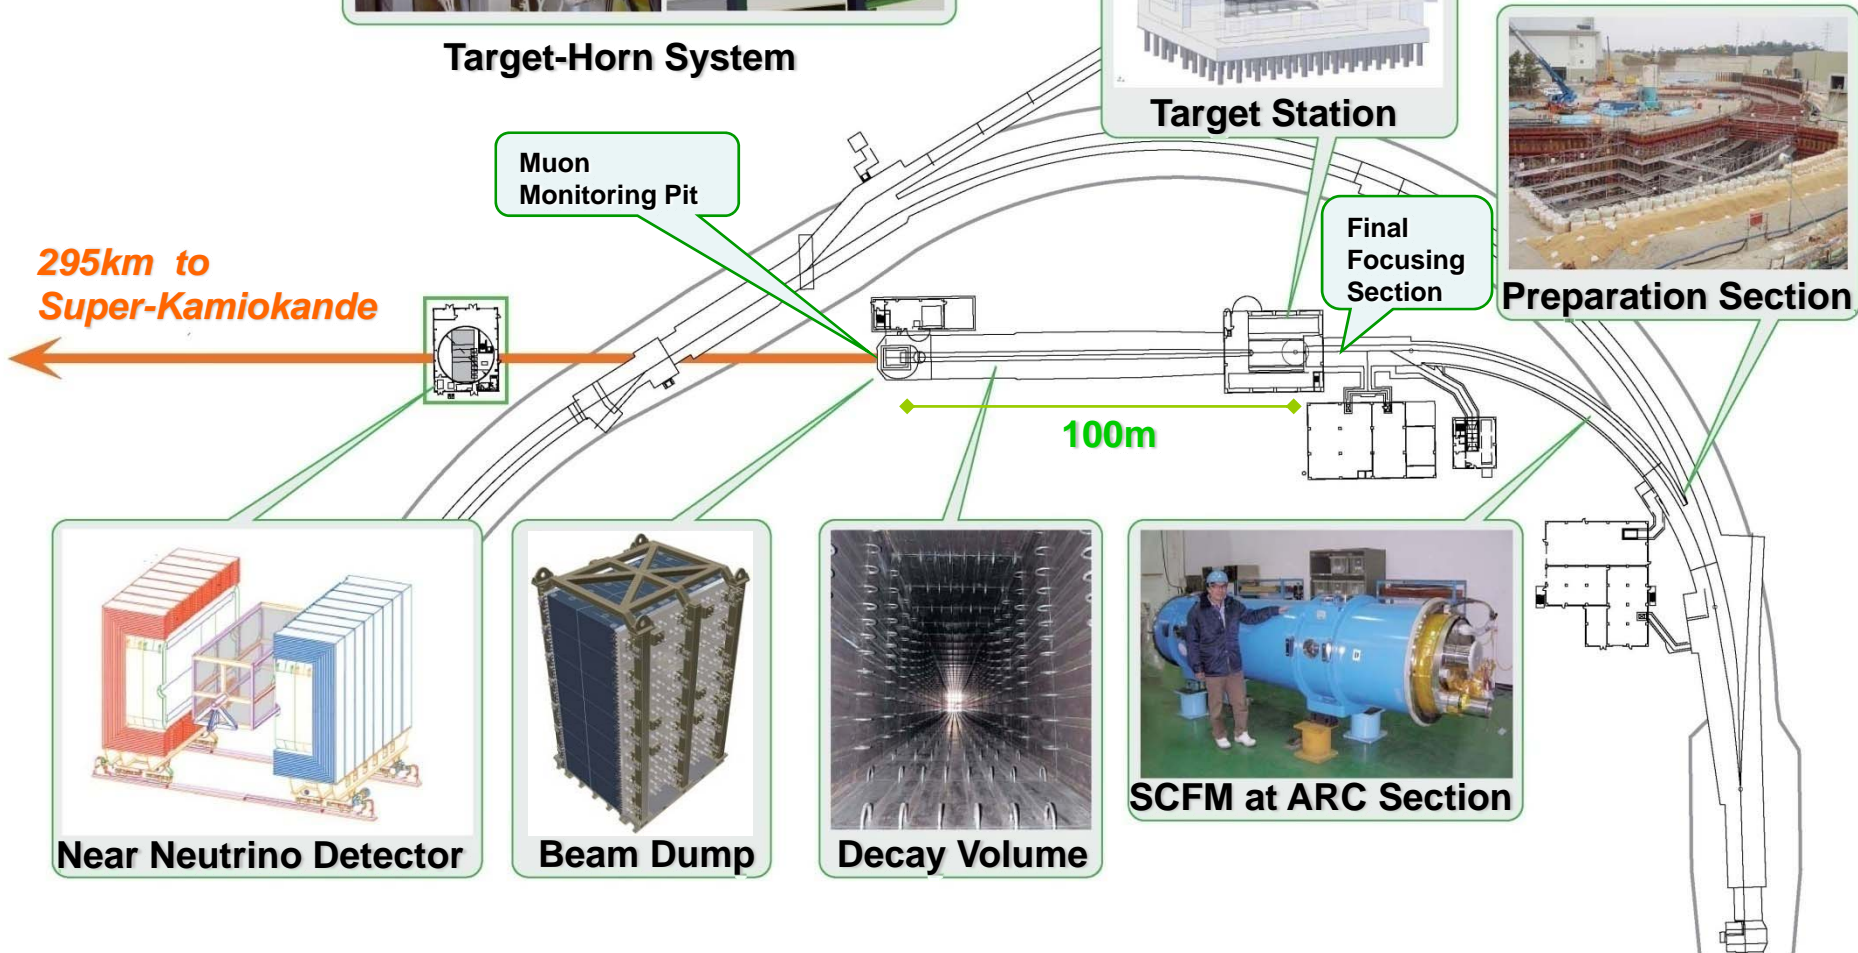 Target-Horn System
Target Station
Muon
Monitoring Pit
Final
Focusing
Section
295km to
Super-Kamiokande
Preparation Section
100m
Near Neutrino Detector
Beam Dump
Decay Volume
SCFM at ARC Section